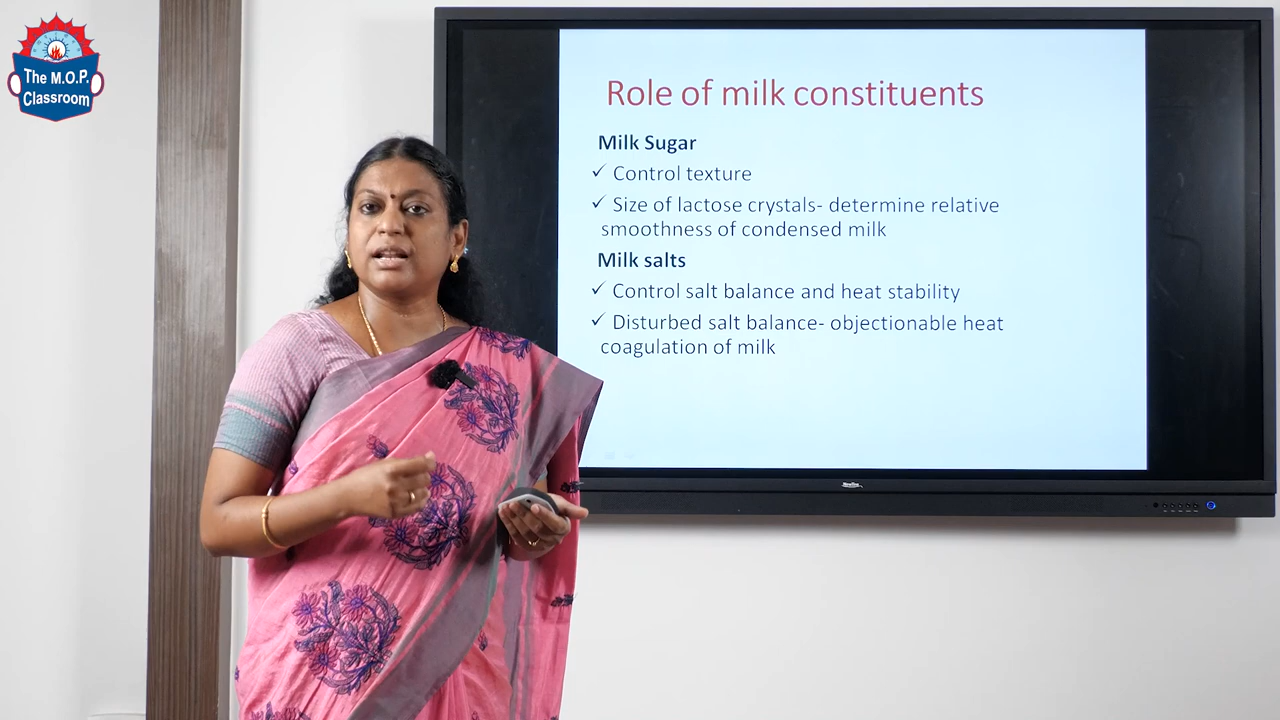 The M.O.P.
Classroom
Role of milk constituents
Milk Sugar
✓ Control texture
✓ Size of lactose crystals- determine relative
smoothness of condensed milk
Milk salts
✓ Control salt balance and heat stability
✓ Disturbed salt balance- objectionable heat
coagulation of milk